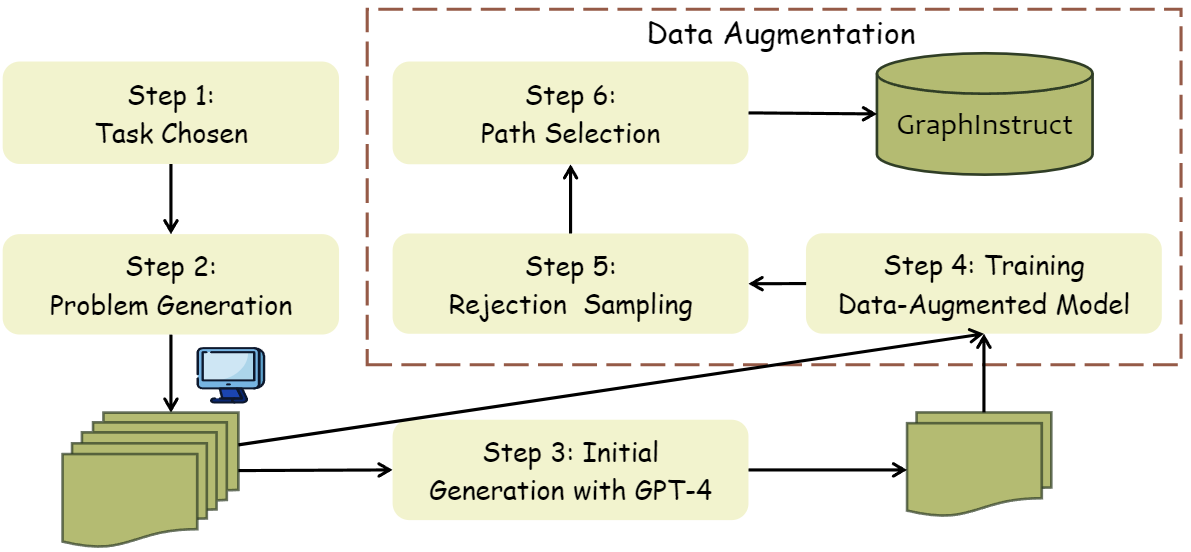 Data Augmentation
Step 1:
Task Chosen
Step 6:
Path Selection
GraphInstruct
Step 2:
Problem Generation
Step 5:
Rejection Sampling
Step 4: Training
Data-Augmented Model
Step 3: Initial
Generation with GPT-4